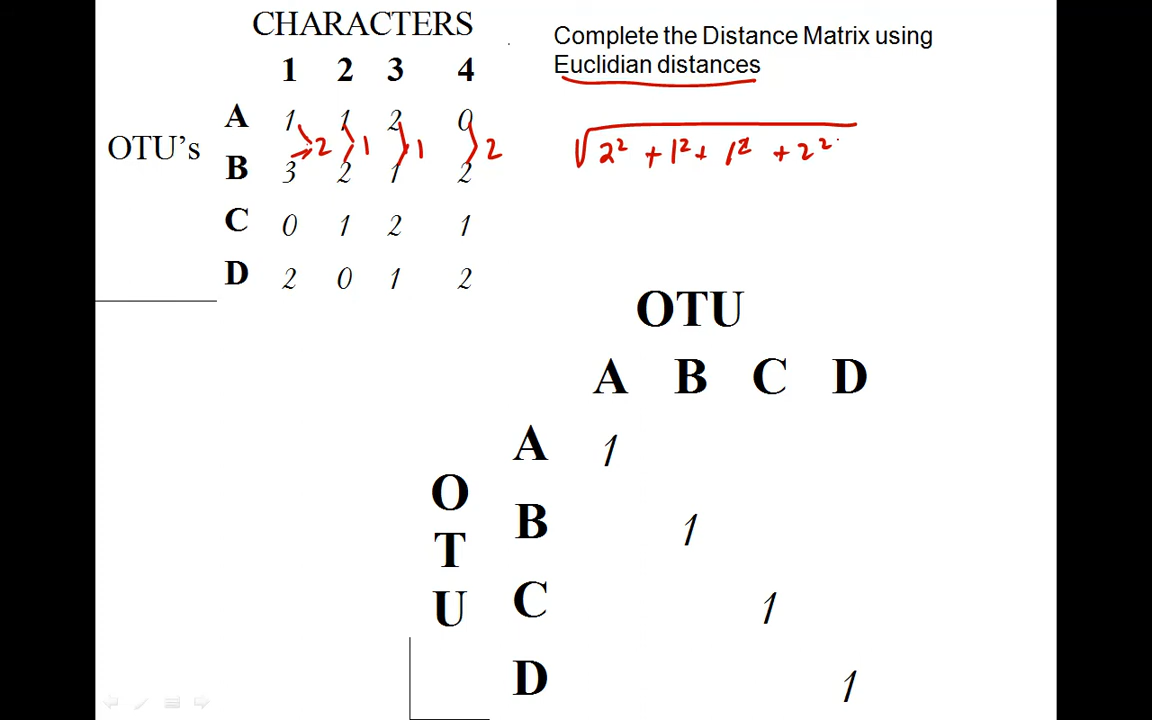 CHARACTERS
Complete the Distance Matrix using
Euclidian distances
1 2 3 4
OTU's
A 1 1 2 0
2 1 1 2
√2² + 1² + 1² + 2²
B 3 2 1 2
C 0 1 2 1
D 2 0 1 2
OTU
A B C D
OTU
A 1
B 1
C 1
D 1